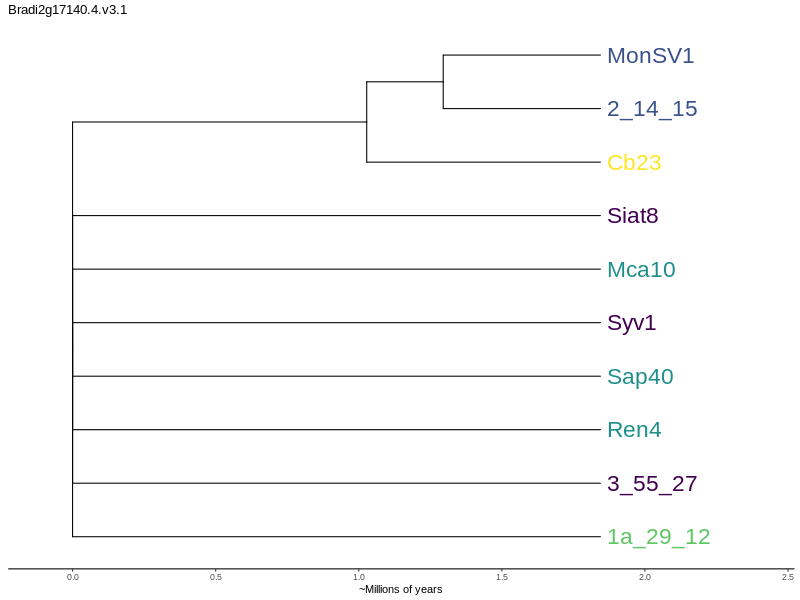 Bradi2g17140.4.v3.1
MonSV1
2_14_15
Cb23
Siat8
Mca10
Syv1
Sap40
Ren4
3_55_27
1a_29_12
0.0 0.5 1.0 1.5 2.0 2.5
~Millions of years